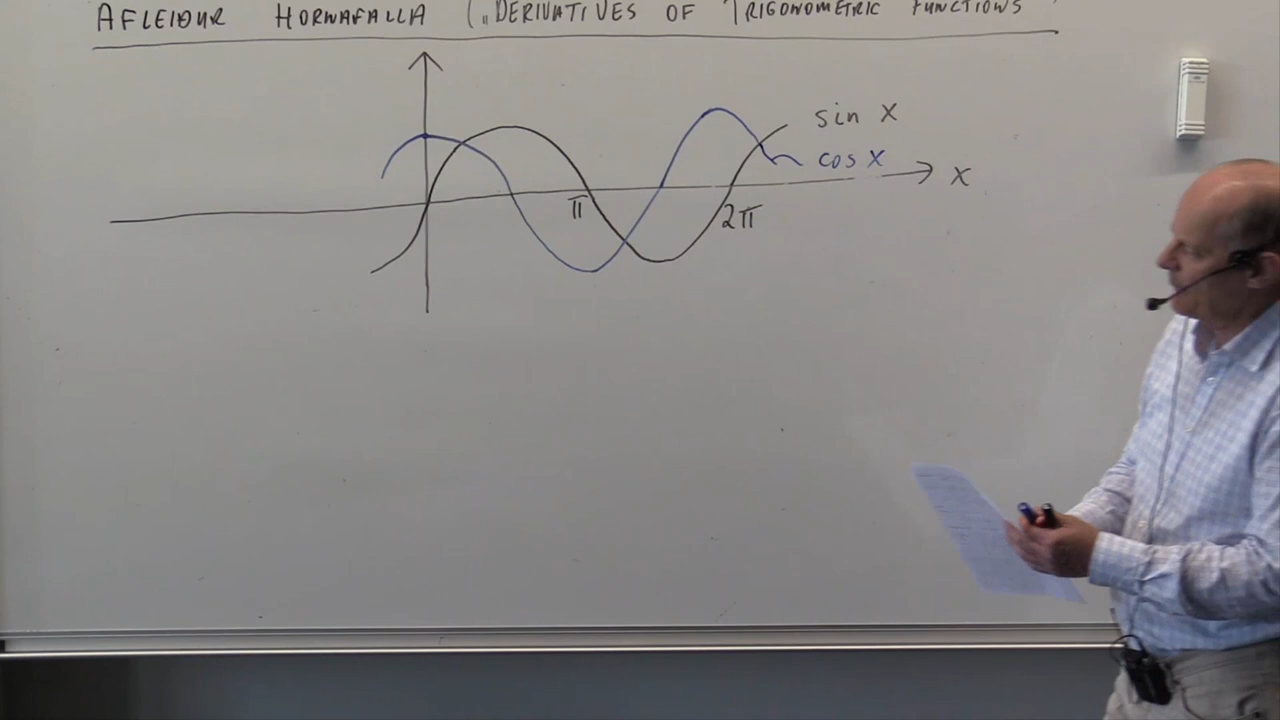 AFLEIÐUR HORNAFALLA („DERIVATIVES OF TRIGONOMETRIC FUNCTIONS"
sin x
cos x
x
π
2π